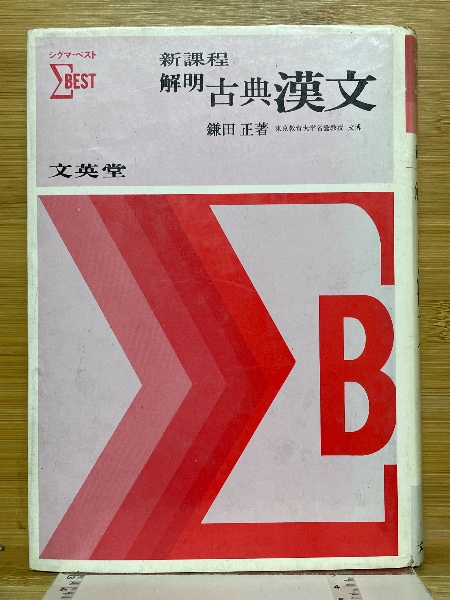 シグマ・ベスト
ΣBEST
新課程
解明古典漢文
鎌田 正著 東京教育大学名誉教授 文博
文英堂
ΣB